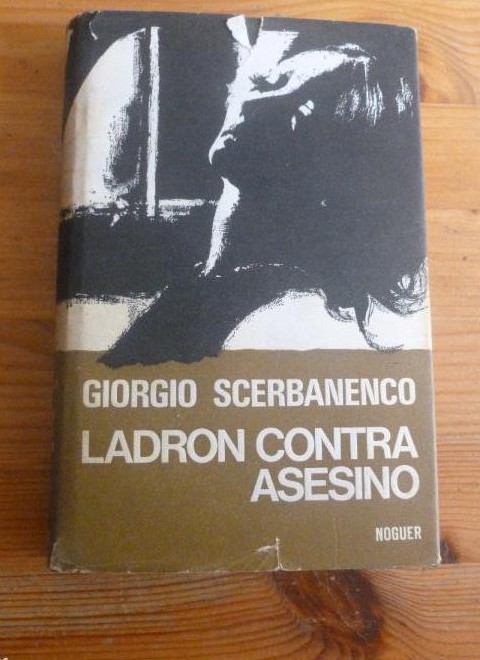 GIORGIO SCERBANENCO
LADRON CONTRA
ASESINO
NOGUER